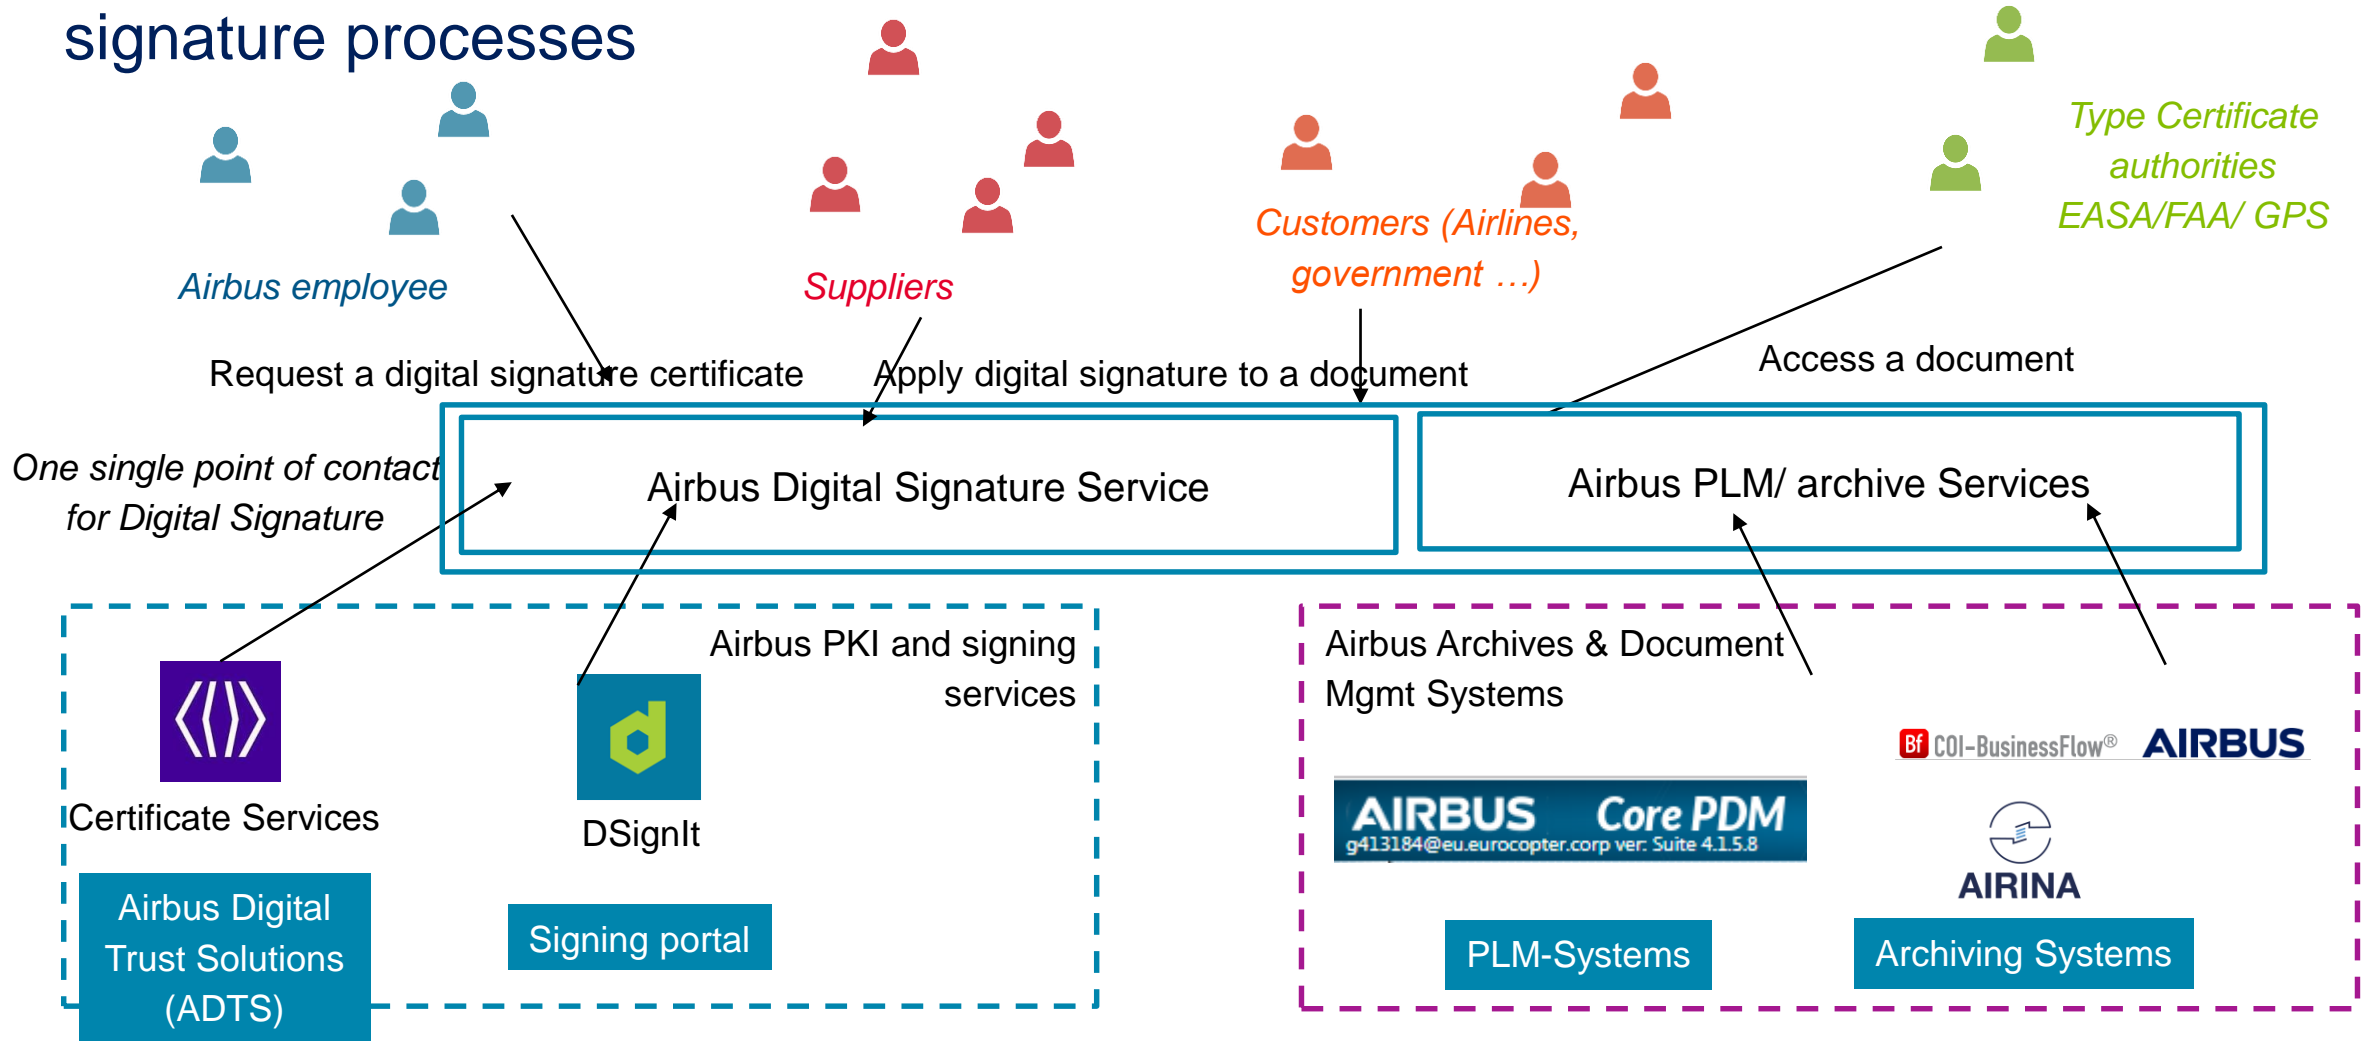 signature processes
Type Certificate
authorities
EASA/FAA/ GPS
Customers (Airlines,
government …)
Airbus employee
Suppliers
Request a digital signature certificate
Apply digital signature to a document
Access a document
One single point of contact
for Digital Signature
Airbus Digital Signature Service
Airbus PLM/ archive Services
Airbus PKI and signing
services
Airbus Archives & Document
Mgmt Systems
Bf COI-BusinessFlow® AIRBUS
AIRBUS Core PDM
g413184@eu.eurocopter.corp ver: Suite 4.1.5.8
Certificate Services
DSignIt
AIRINA
Airbus Digital
Trust Solutions
(ADTS)
Signing portal
PLM-Systems
Archiving Systems